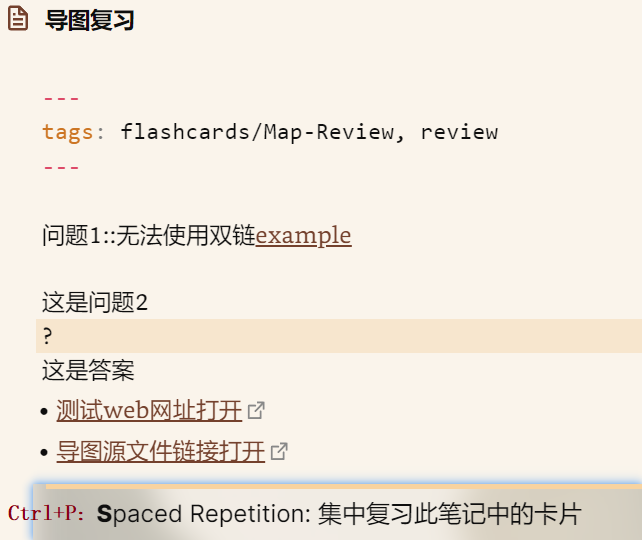 导图复习
---
tags: flashcards/Map-Review, review
---
问题1::无法使用双链example
这是问题2
?
这是答案
• 测试web网址打开
• 导图源文件链接打开
Ctrl+P: Spaced Repetition: 集中复习此笔记中的卡片